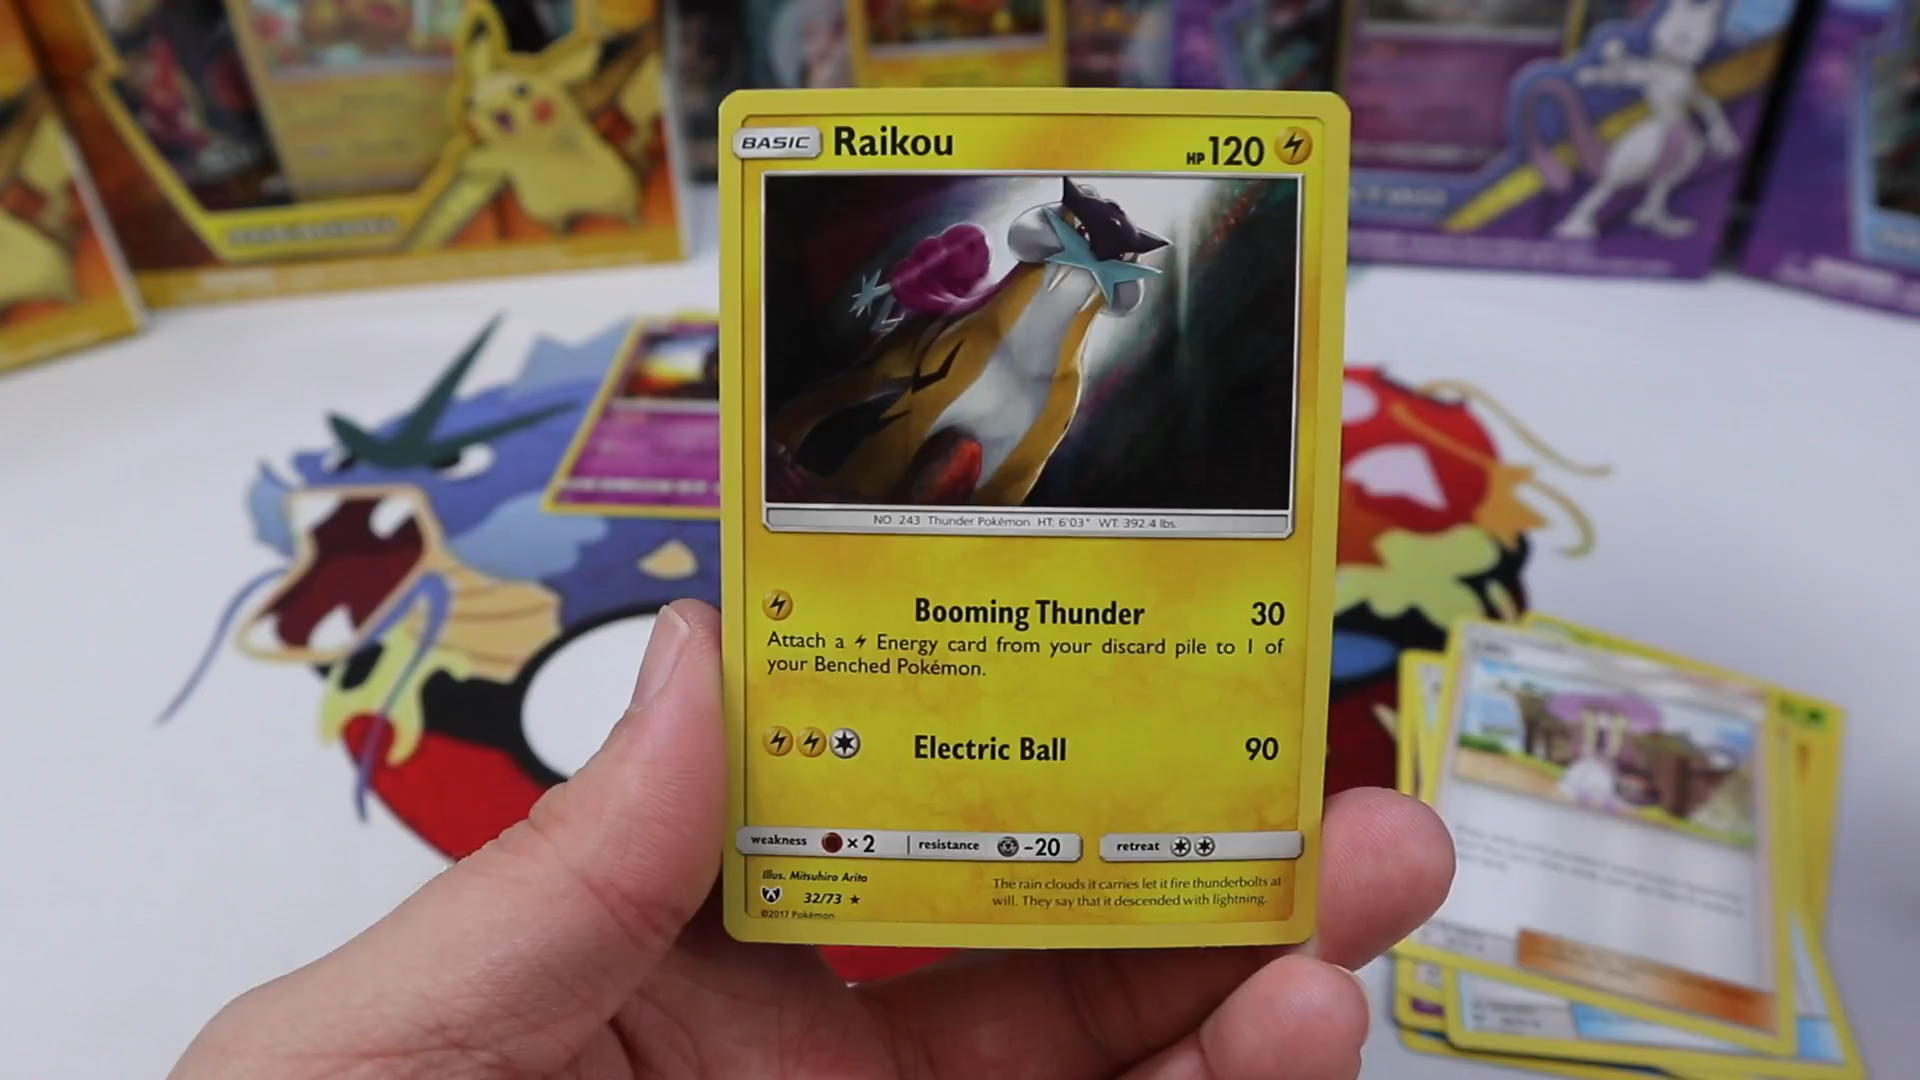 BASIC Raikou HP 120
NO. 243 Thunder Pokémon HT: 6'03" WT: 392.4 lbs.
Booming Thunder 30
Attach a Energy card from your discard pile to 1 of
your Benched Pokémon.
Electric Ball 90
weakness ×2 resistance -20 retreat
Illus. Mitsuhiro Arita
32/73 ★
©2017 Pokémon
The rain clouds it carries let it fire thunderbolts at
will. They say that it descended with lightning.